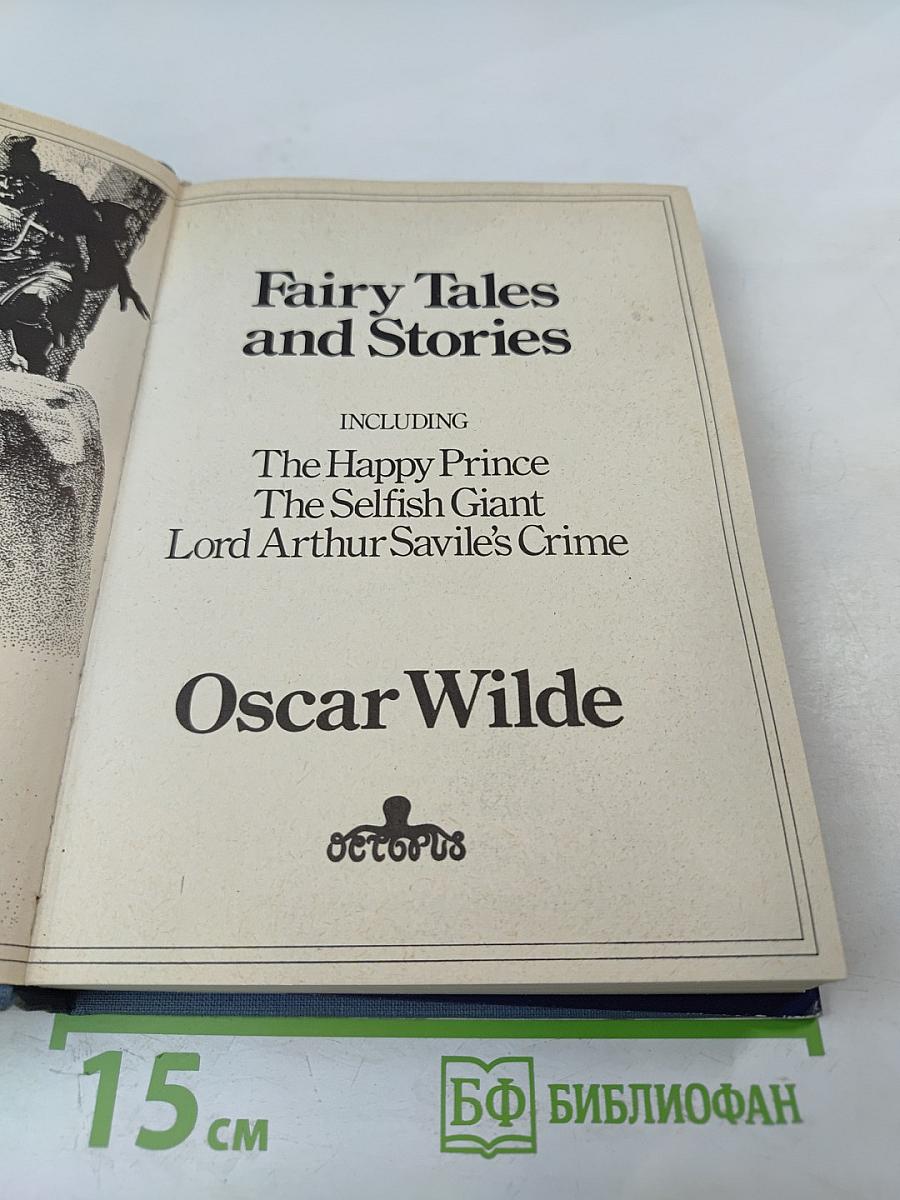 Fairy Tales
and Stories
INCLUDING
The Happy Prince
The Selfish Giant
Lord Arthur Savile's Crime
Oscar Wilde
OCTOPUS
15 см
БФ БИБЛИОФАН